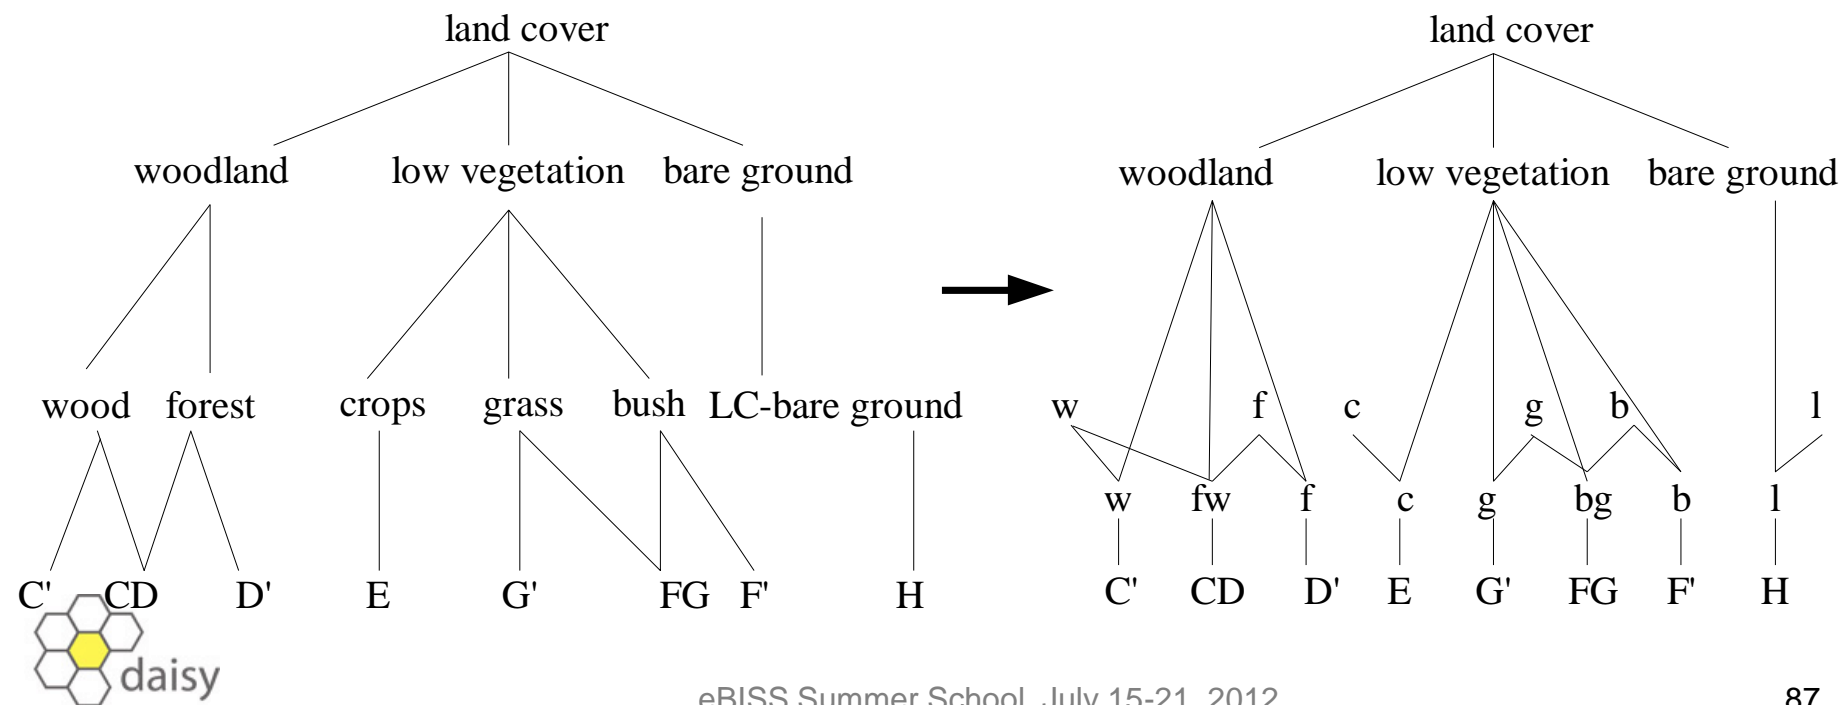 land cover land cover
woodland low vegetation bare ground woodland low vegetation bare ground
wood forest crops grass bush LC-bare ground w f c g b l
w fw f c g bg b l
C' CD D' E G' FG F' H C' CD D' E G' FG F' H
daisy
eBISS Summer School, July 15-21, 2012 87